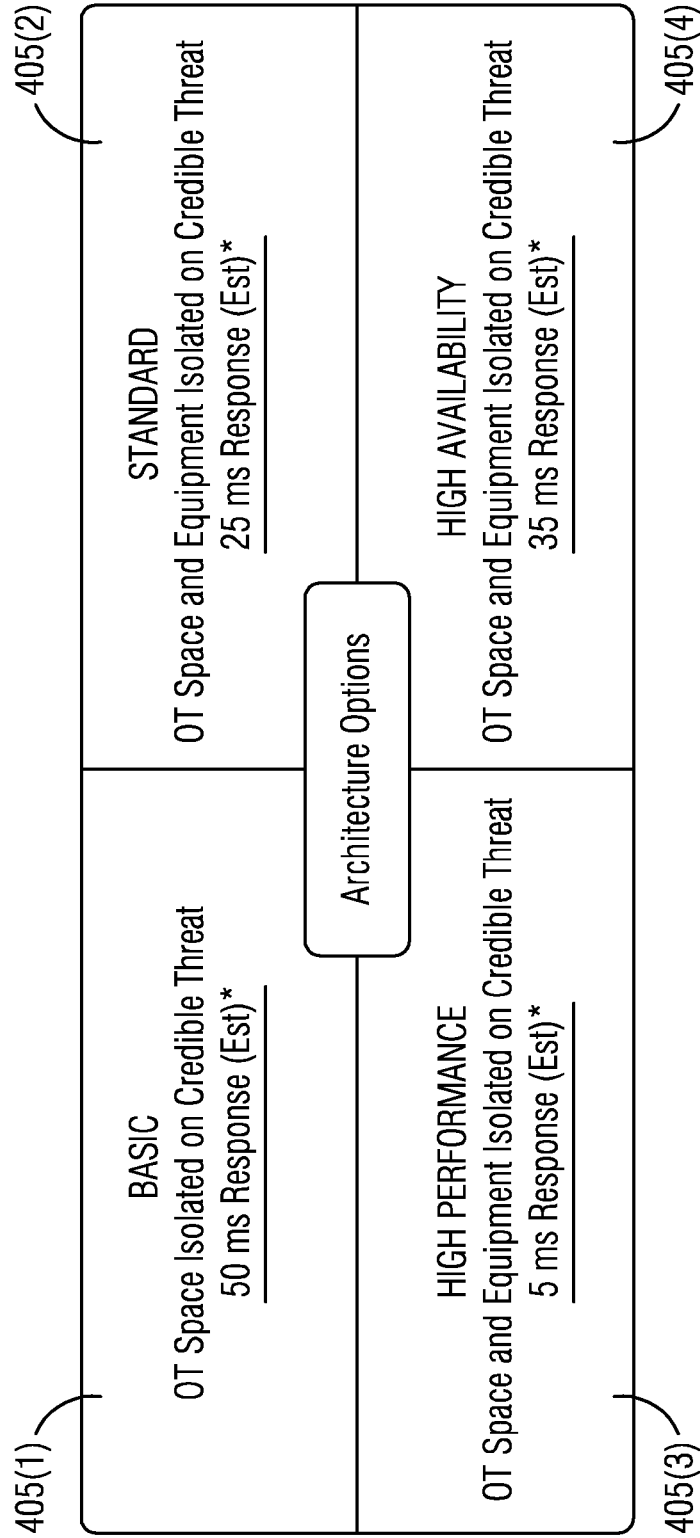 405(1)
405(2)
BASIC
OT Space Isolated on Credible Threat
50 ms Response (Est)*
STANDARD
OT Space and Equipment Isolated on Credible Threat
25 ms Response (Est)*
Architecture Options
HIGH PERFORMANCE
OT Space and Equipment Isolated on Credible Threat
5 ms Response (Est)*
HIGH AVAILABILITY
OT Space and Equipment Isolated on Credible Threat
35 ms Response (Est)*
405(3)
405(4)